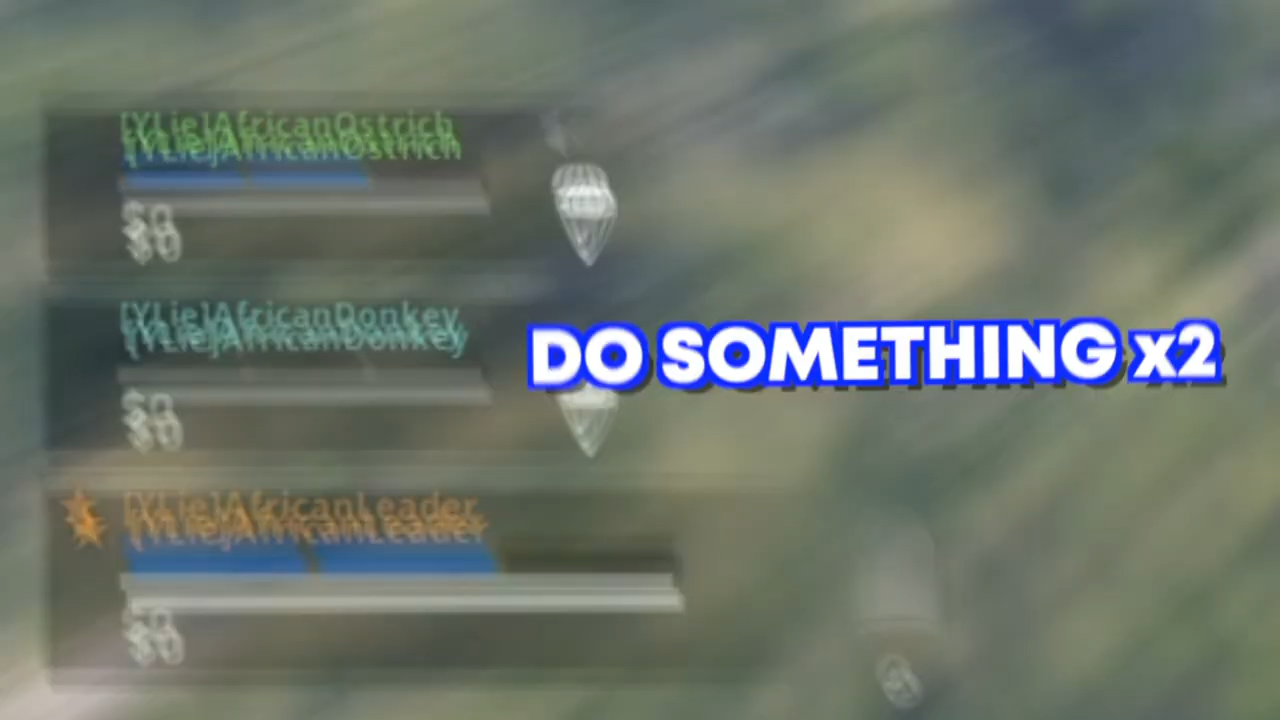 [YLie]AfricanOstrich
$0
[YLie]AfricanDonkey
$0
DO SOMETHING x2
[YLie]AfricanLeader
$0